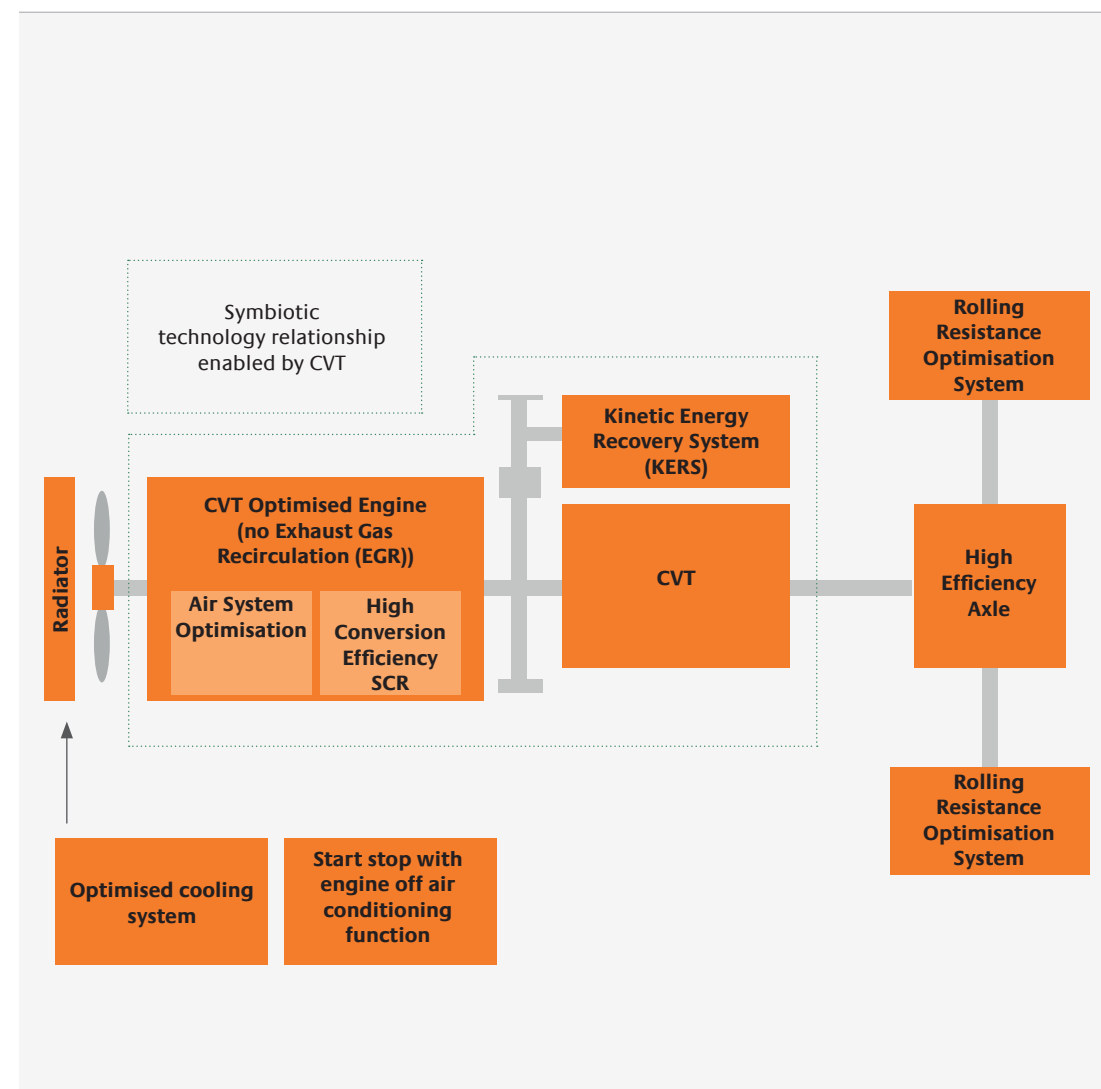 Symbiotic
technology relationship
enabled by CVT
Rolling
Resistance
Optimisation
System
Kinetic Energy
Recovery System
(KERS)
Radiator
CVT Optimised Engine
(no Exhaust Gas
Recirculation (EGR))
Air System
Optimisation
High
Conversion
Efficiency
SCR
CVT
High
Efficiency
Axle
Rolling
Resistance
Optimisation
System
Optimised cooling
system
Start stop with
engine off air
conditioning
function